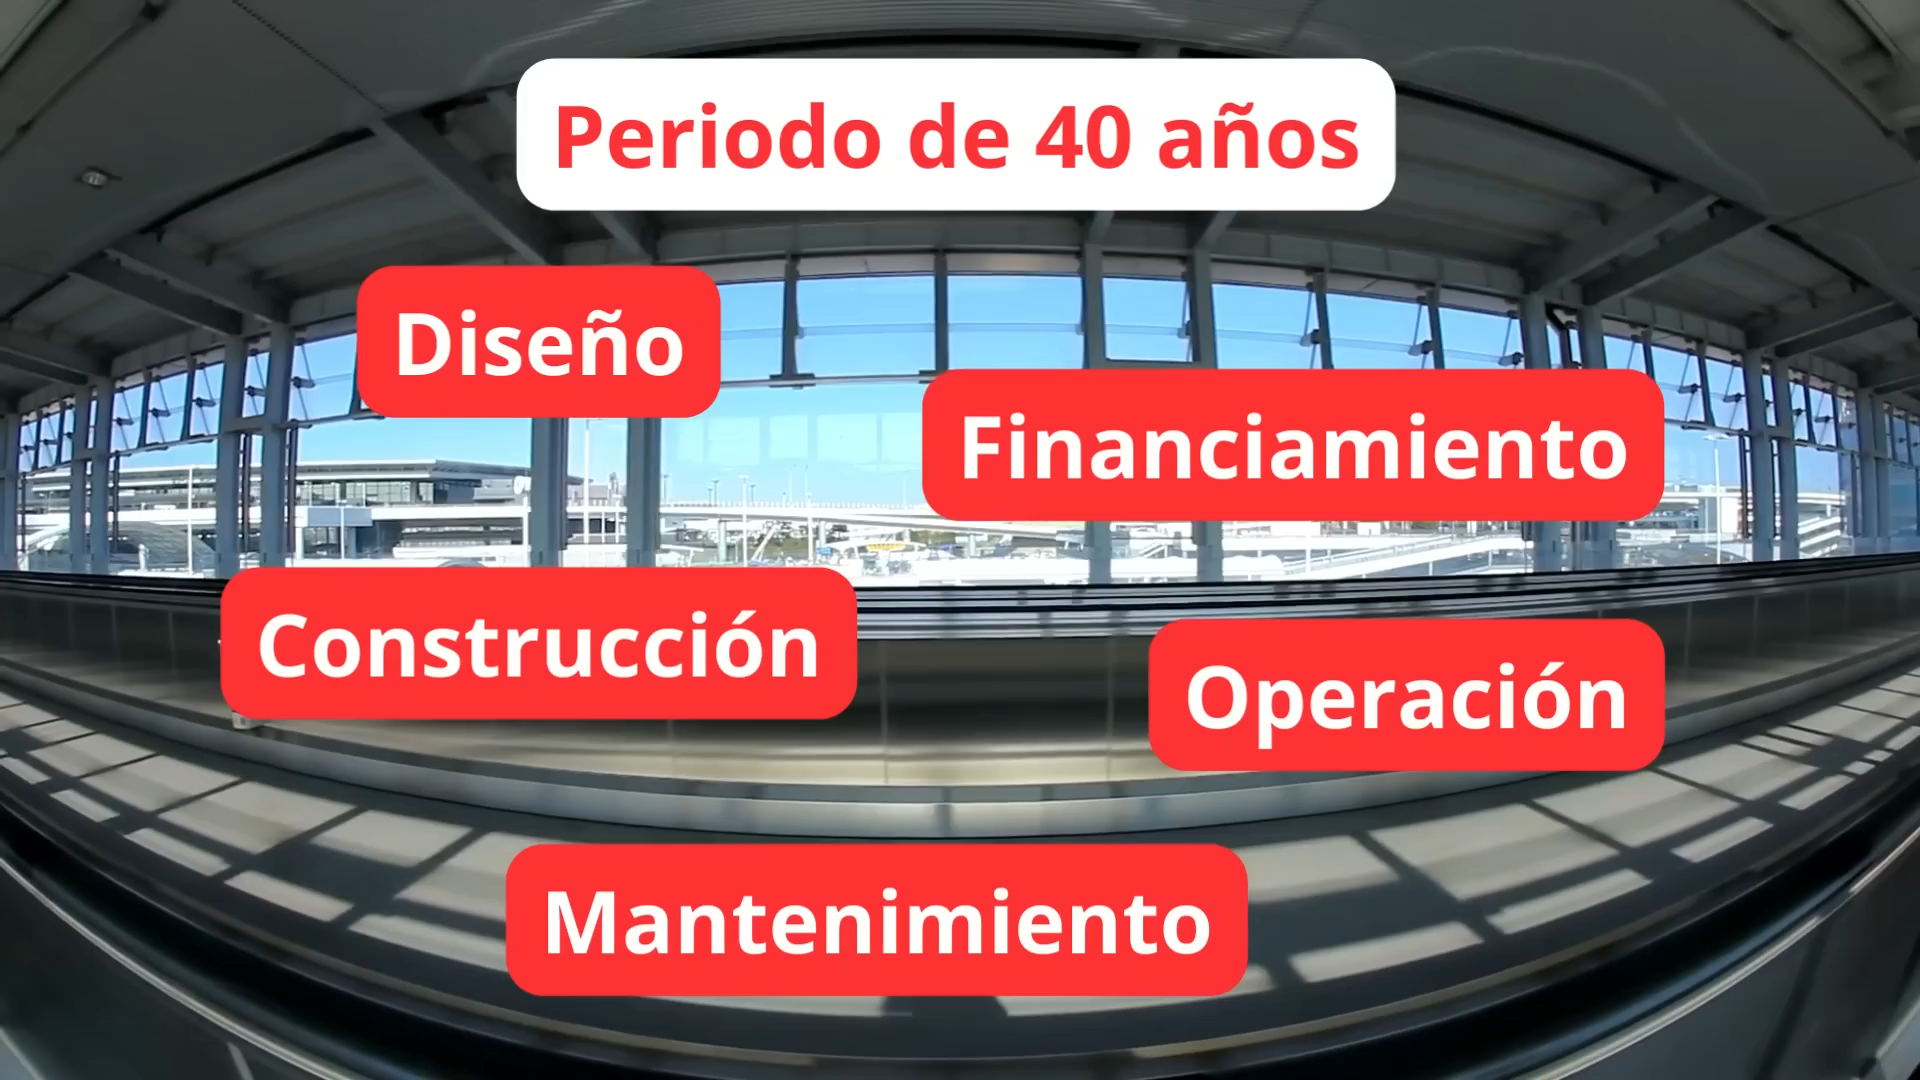 Periodo de 40 años
Diseño
Financiamiento
Construcción
Operación
Mantenimiento